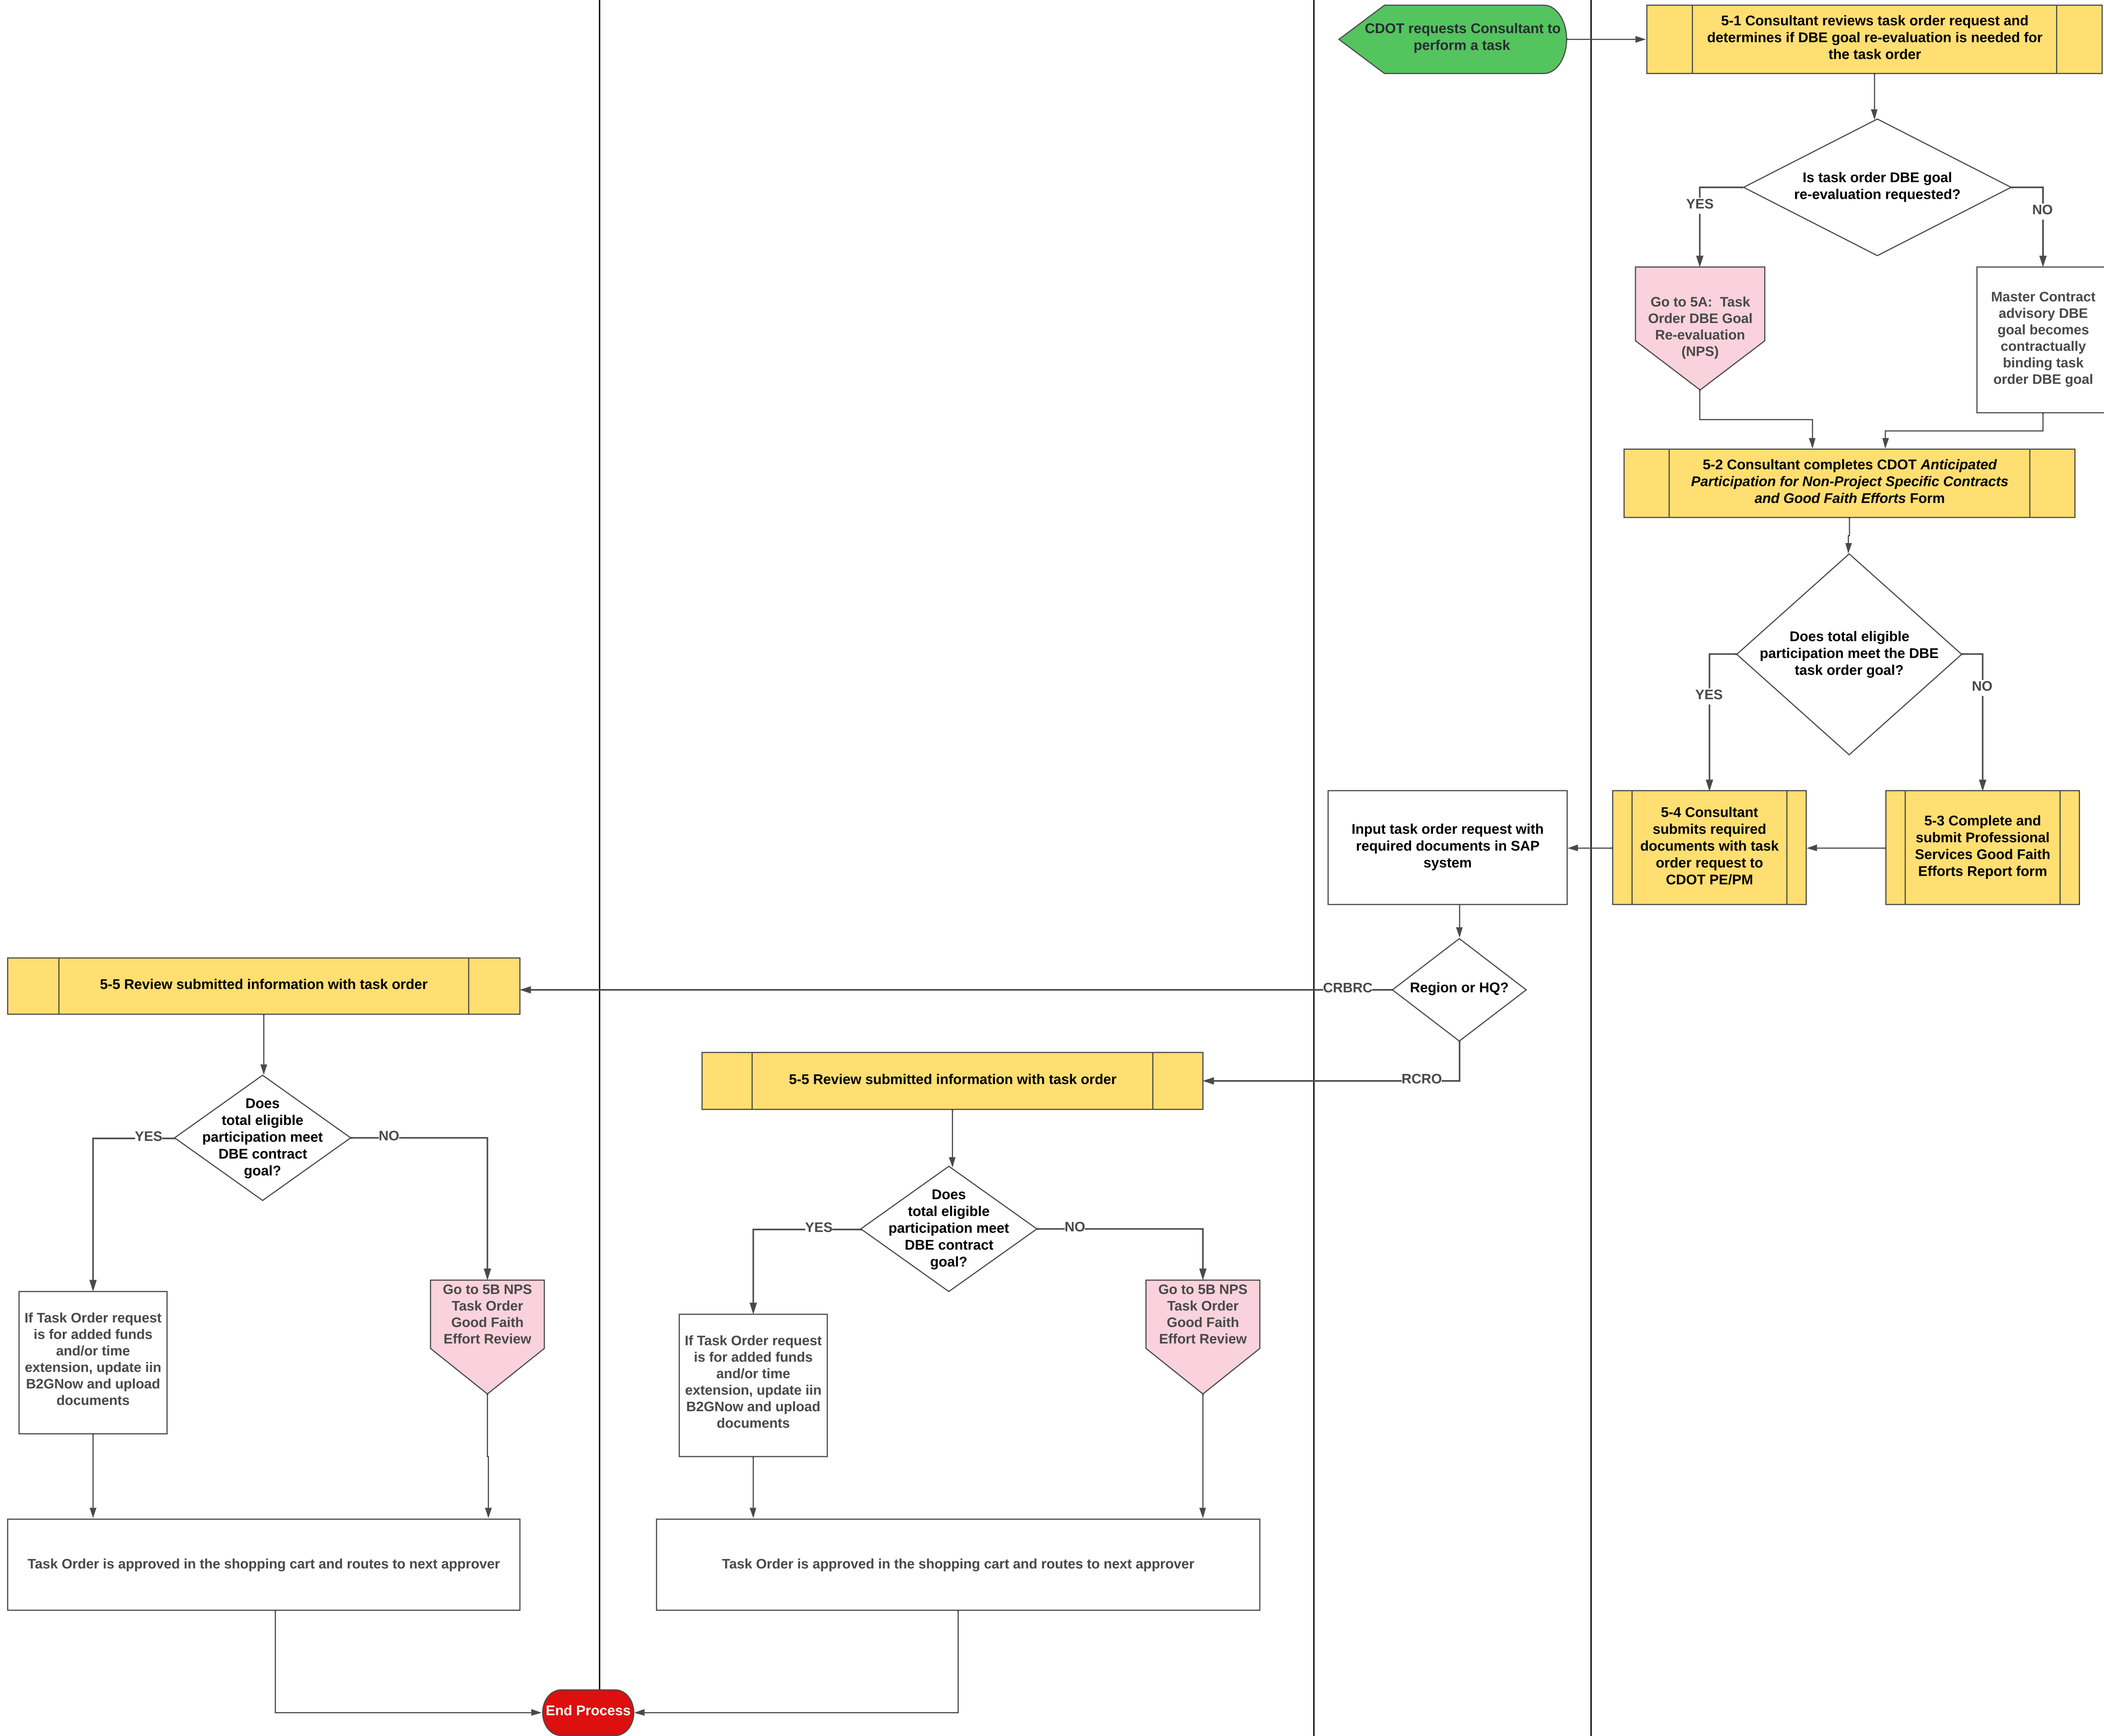 CDOT requests Consultant to
perform a task
5-1 Consultant reviews task order request and
determines if DBE goal re-evaluation is needed for
the task order
Is task order DBE goal
re-evaluation requested?
YES
NO
Go to 5A:  Task
Order DBE Goal
Re-evaluation
(NPS)
Master Contract
advisory DBE
goal becomes
contractually
binding task
order DBE goal
5-2 Consultant completes CDOT Anticipated
Participation for Non-Project Specific Contracts
and Good Faith Efforts Form
Does total eligible
participation meet the DBE
task order goal?
YES
NO
5-3 Complete and
submit Professional
Services Good Faith
Efforts Report form
5-4 Consultant
submits required
documents with task
order request to
CDOT PE/PM
Input task order request with
required documents in SAP
system
Region or HQ?
CRBRC
RCRO
5-5 Review submitted information with task order
Does
total eligible
participation meet
DBE contract
goal?
YES
NO
If Task Order request
is for added funds
and/or time
extension, update iin
B2GNow and upload
documents
Go to 5B NPS
Task Order
Good Faith
Effort Review
Task Order is approved in the shopping cart and routes to next approver
5-5 Review submitted information with task order
Does
total eligible
participation meet
DBE contract
goal?
YES
NO
If Task Order request
is for added funds
and/or time
extension, update iin
B2GNow and upload
documents
Go to 5B NPS
Task Order
Good Faith
Effort Review
Task Order is approved in the shopping cart and routes to next approver
End Process